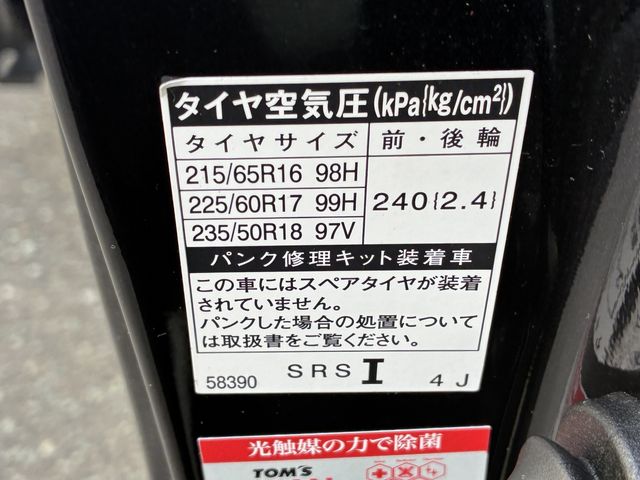 タイヤ空気圧(kPa{kg/cm²})
タイヤサイズ 前・後輪
215/65R16 98H
225/60R17 99H 240{2.4}
235/50R18 97V
パンク修理キット装着車
この車にはスペアタイヤが装着
されていません。
パンクした場合の処置について
は取扱書をご覧ください。
58390 SRS I 4J
光触媒の力で除菌
TOM'S